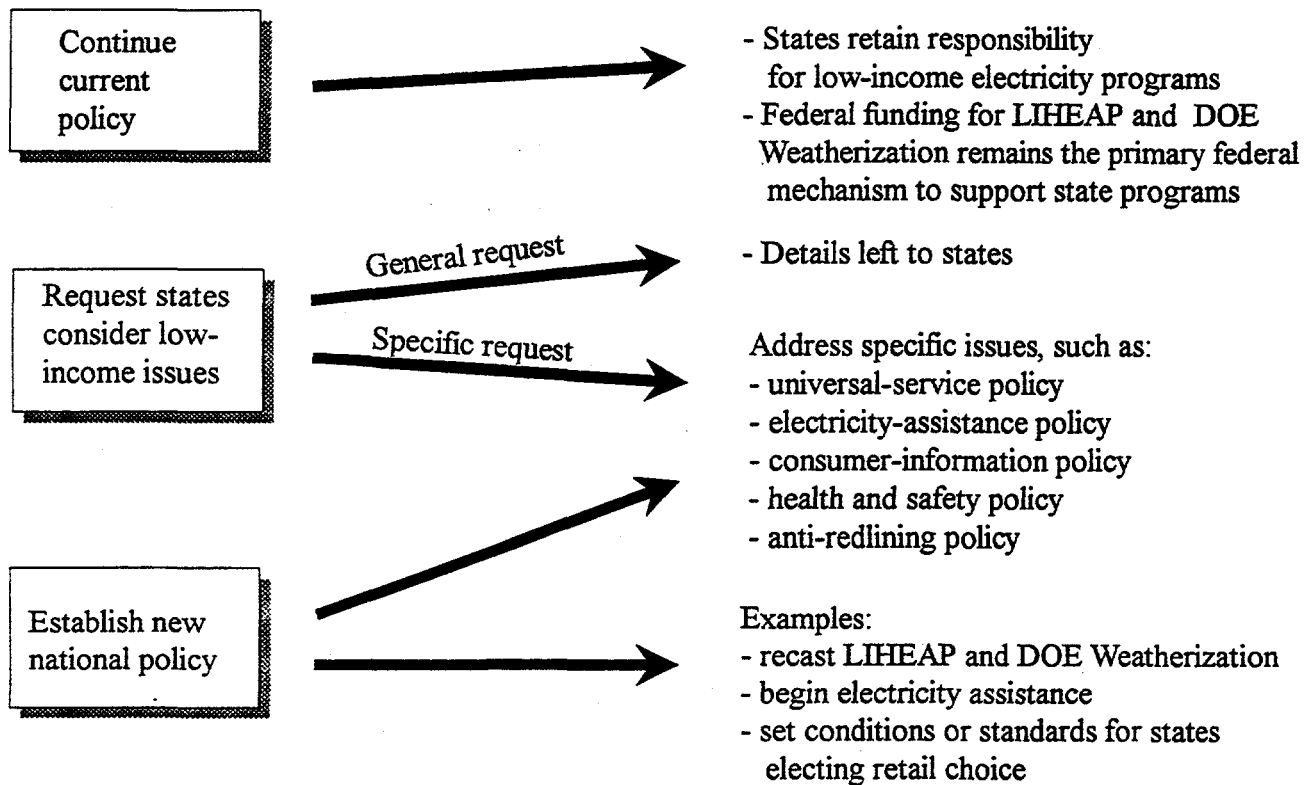 Continue
current
policy
- States retain responsibility
for low-income electricity programs
- Federal funding for LIHEAP and DOE
Weatherization remains the primary federal
mechanism to support state programs
Request states
consider low-
income issues
General request
- Details left to states
Specific request
Address specific issues, such as:
- universal-service policy
- electricity-assistance policy
- consumer-information policy
- health and safety policy
- anti-redlining policy
Establish new
national policy
Examples:
- recast LIHEAP and DOE Weatherization
- begin electricity assistance
- set conditions or standards for states
electing retail choice